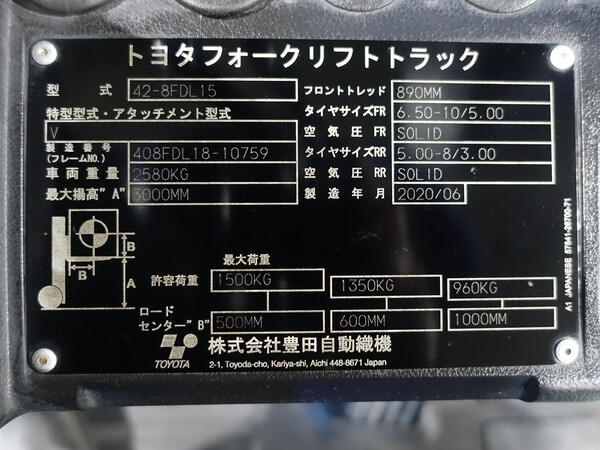 トヨタフォークリフトトラック
型 式 42-8FDL15
特型型式・アタッチメント型式
V
製造番号
(フレームNO.) 408FDL18-10759
車両重量 2580KG
最大揚高"A" 3000MM
フロントトレッド 890MM
タイヤサイズFR 6.50-10/5.00
空気圧FR SOLID
タイヤサイズRR 5.00-8/3.00
空気圧RR SOLID
製造年月 2020/06
B
B
A
最大荷重
許容荷重 1500KG 1350KG 960KG
ロード
センター"B" 500MM 600MM 1000MM
TOYOTA
株式会社豊田自動織機
2-1, Toyoda-cho, Kariya-shi, Aichi 448-8671 Japan
A1 JAPANESE 57941-26700-71